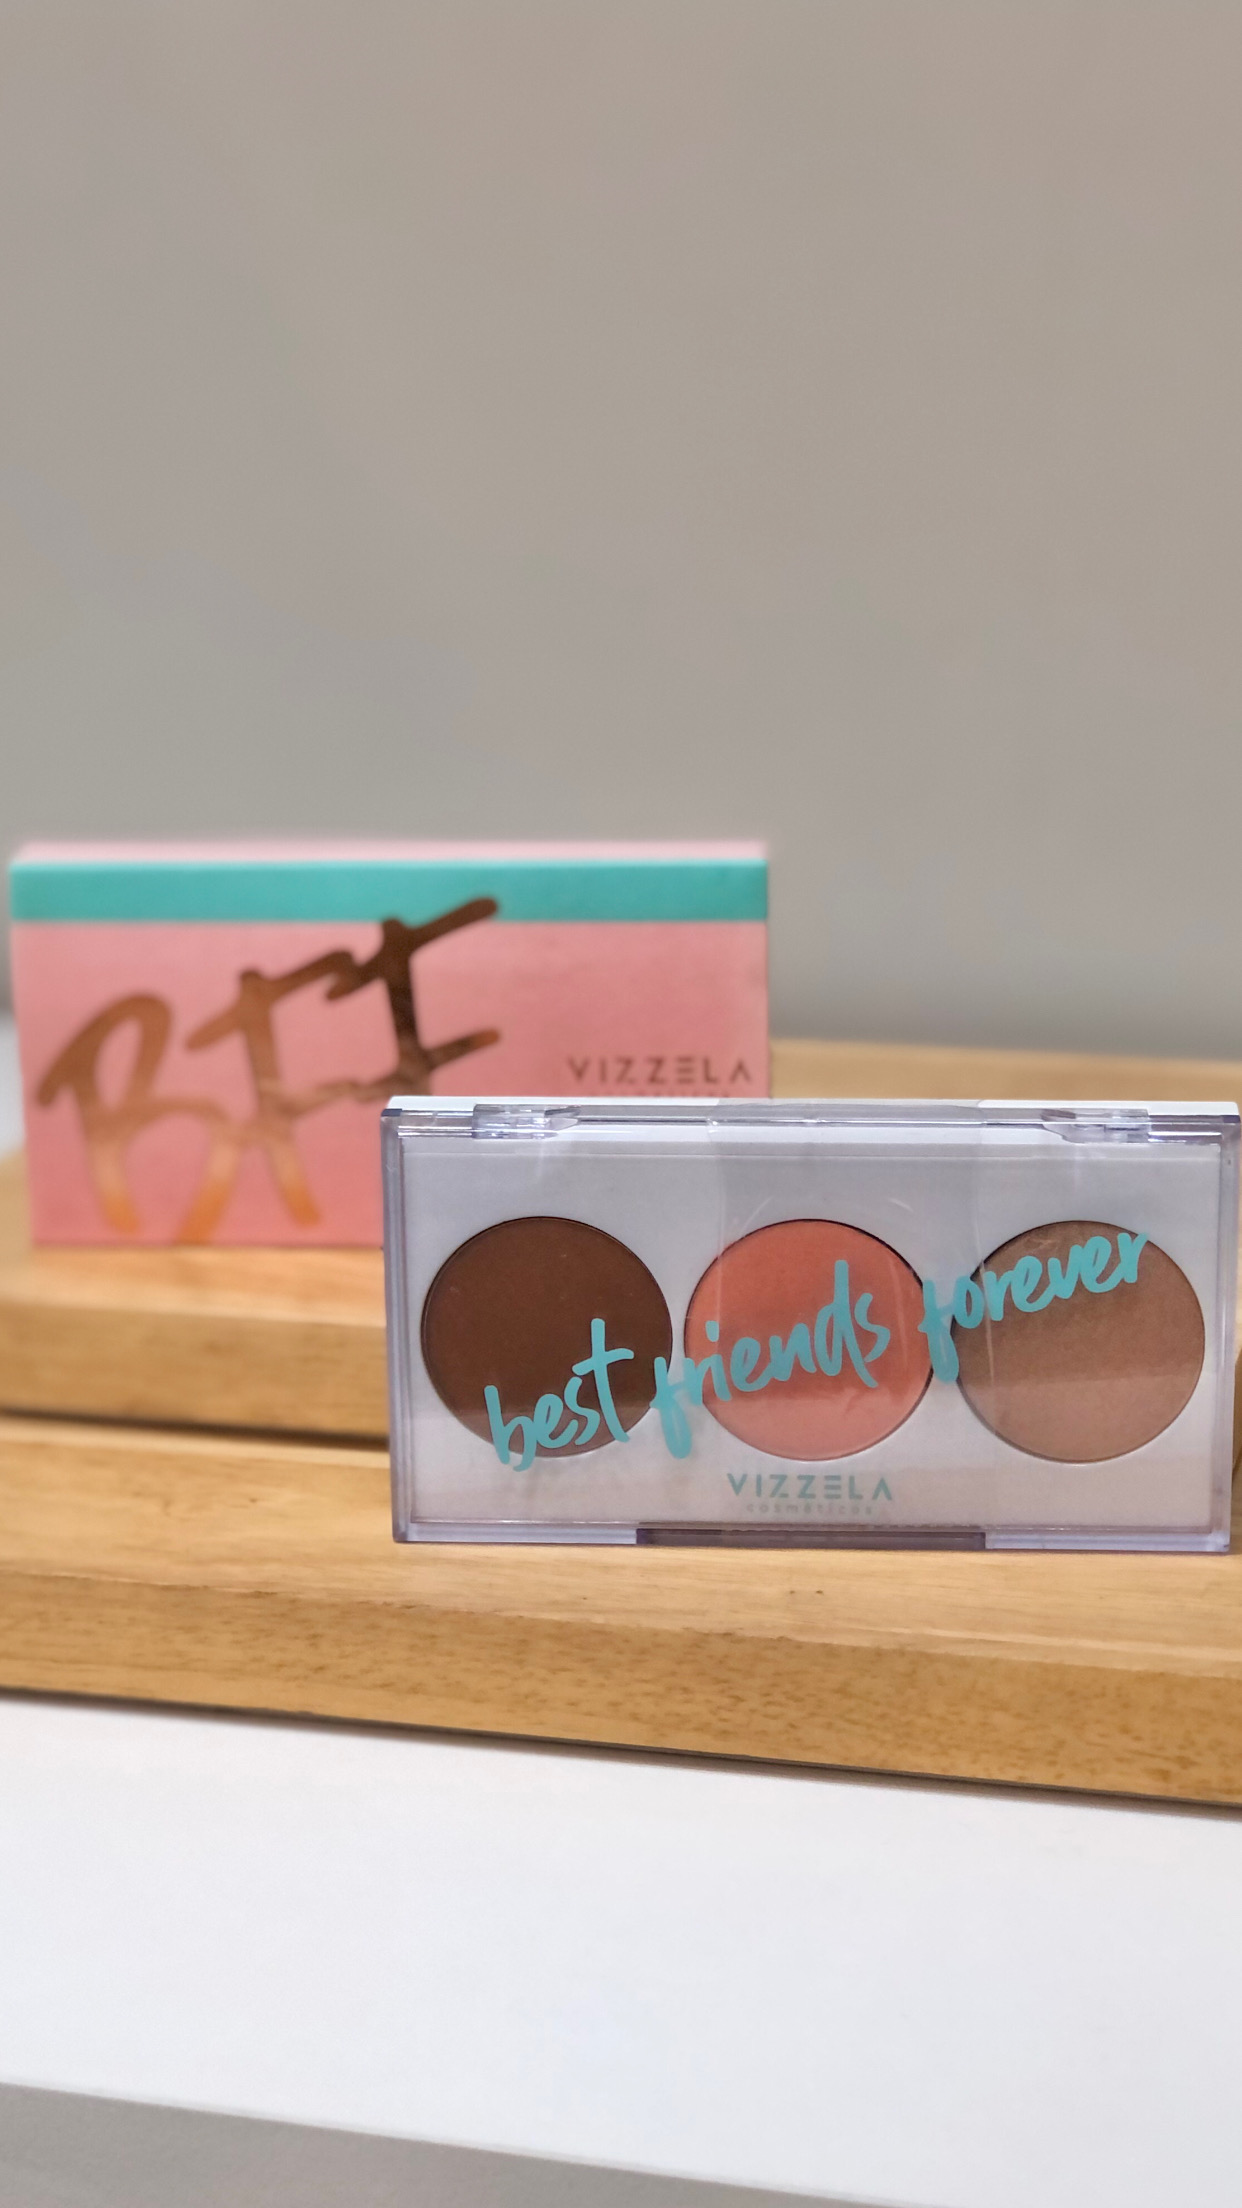 BFF
VIZZELA
best friends forever
VIZZELA
cosméticos